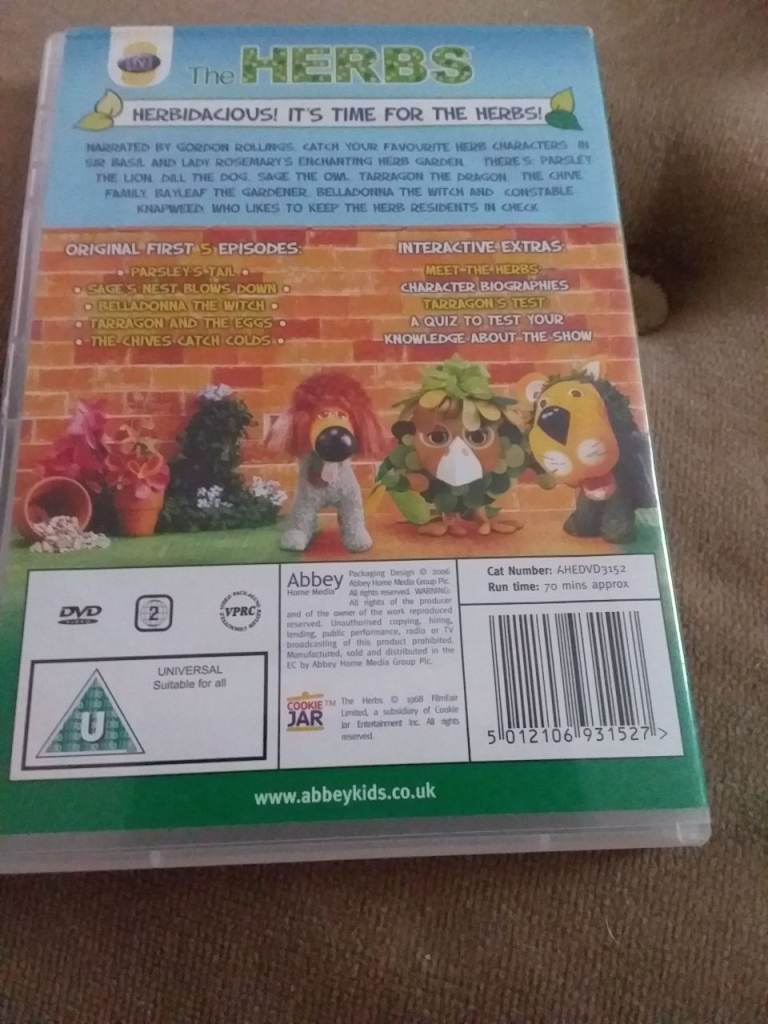 The HERBS
HERBIDACIOUS! IT'S TIME FOR THE HERBS!
NARRATED BY GORDON ROLLINGS. CATCH YOUR FAVOURITE HERB CHARACTERS IN
SIR BASIL AND LADY ROSEMARY'S ENCHANTING HERB GARDEN. THERE'S: PARSLEY
THE LION, DILL THE DOG, SAGE THE OWL, TARRAGON THE DRAGON, THE CHIVE
FAMILY, BAYLEAF THE GARDENER, BELLADONNA THE WITCH AND CONSTABLE
KNAPWEED, WHO LIKES TO KEEP THE HERB RESIDENTS IN CHECK.
ORIGINAL FIRST 5 EPISODES:
• PARSLEY'S TAIL •
• SAGE'S NEST BLOWS DOWN •
• BELLADONNA THE WITCH •
• TARRAGON AND THE EGGS •
• THE CHIVES CATCH COLDS •
INTERACTIVE EXTRAS:
MEET THE HERBS
CHARACTER BIOGRAPHIES
TARRAGON'S TEST
A QUIZ TO TEST YOUR
KNOWLEDGE ABOUT THE SHOW
DVD
VIDEO
2
VPRC
UNIVERSAL
Suitable for all
U
Abbey
Home Media
Packaging Design © 2006
Abbey Home Media Group Plc.
All rights reserved. WARNING:
All rights of the producer
and of the owner of the work reproduced
reserved. Unauthorised copying, hiring,
lending, public performance, radio or TV
broadcasting of this product prohibited.
Manufactured, sold and distributed in the
EC by Abbey Home Media Group Plc.
COOKIE
JAR
TM
The Herbs © 1968 Filmfair
Limited, a subsidiary of Cookie
Jar Entertainment Inc. All rights
reserved.
Cat Number: AHEDVD3152
Run time: 70 mins approx
5 012106 931527 >
www.abbeykids.co.uk